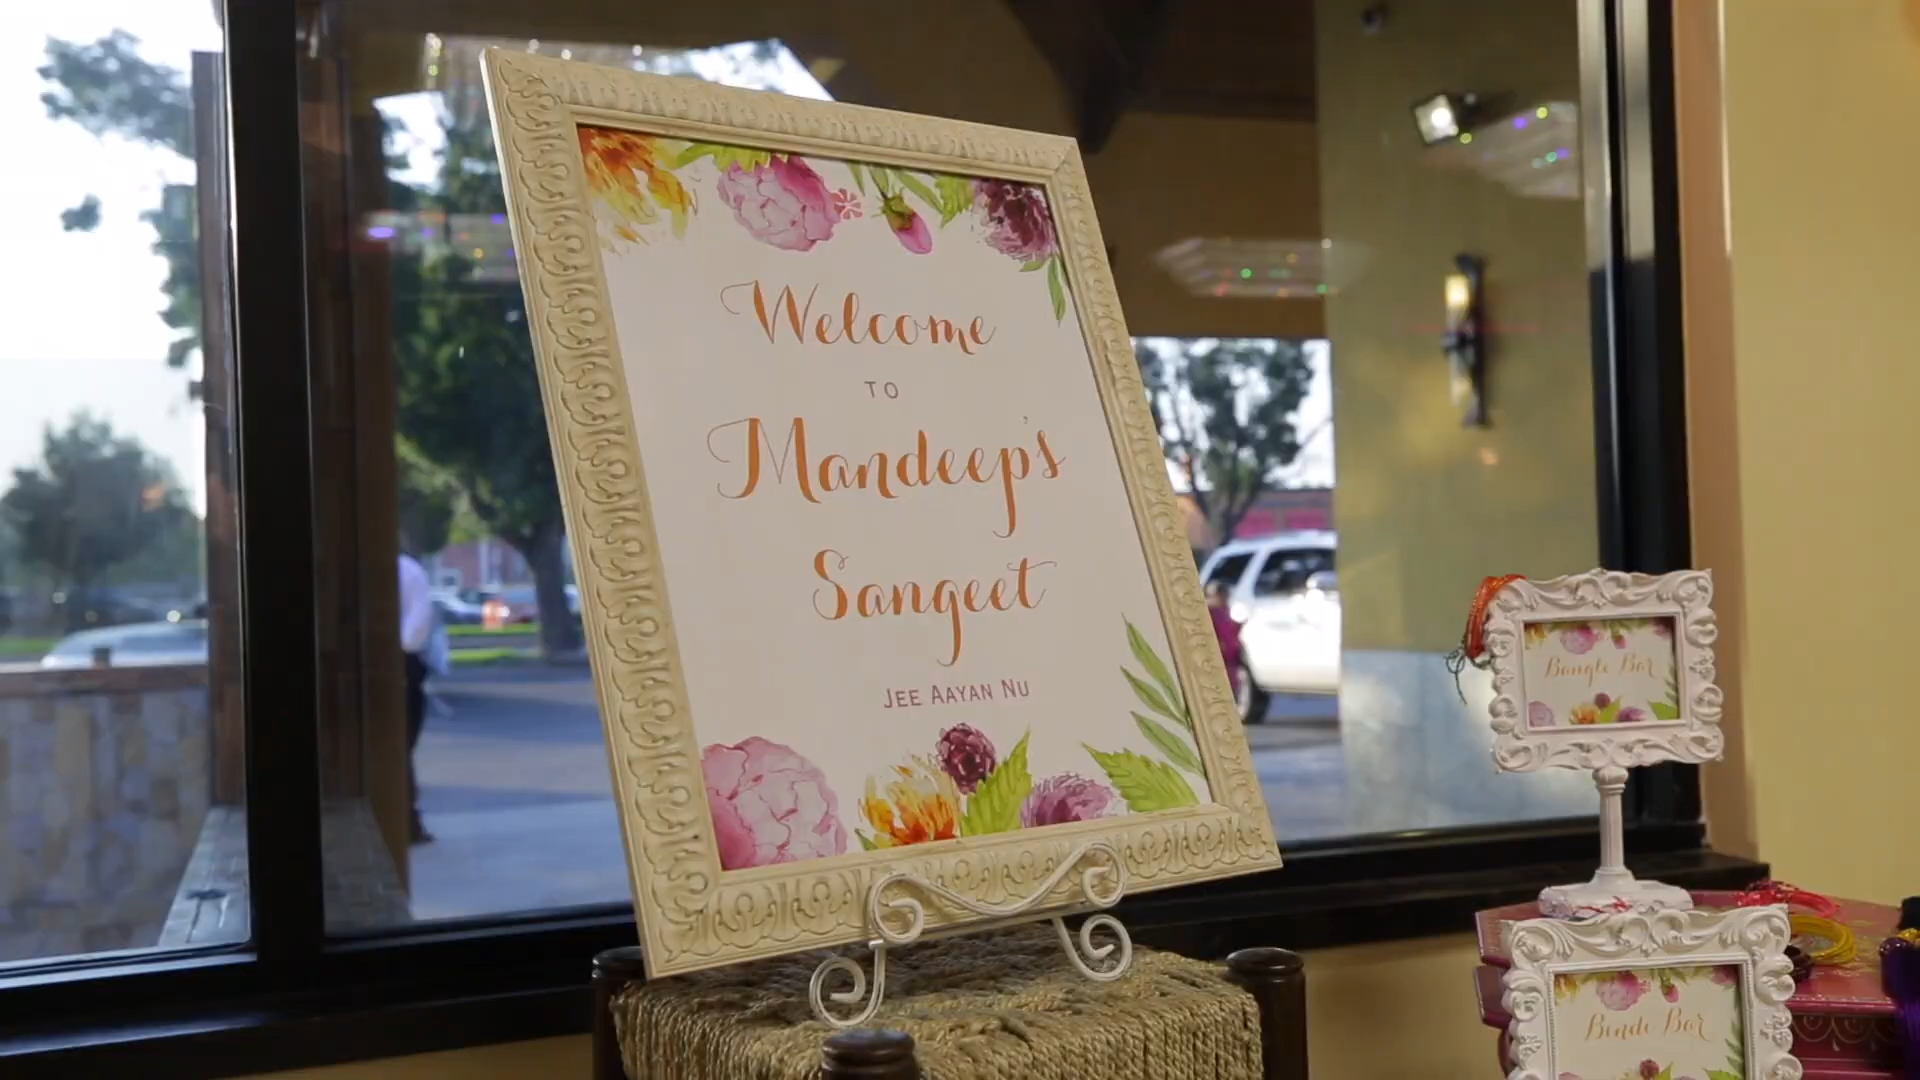 Welcome
TO
Mandeep's
Sangeet
JEE AAYAN NU
Bangle Bar
Bindi Bar